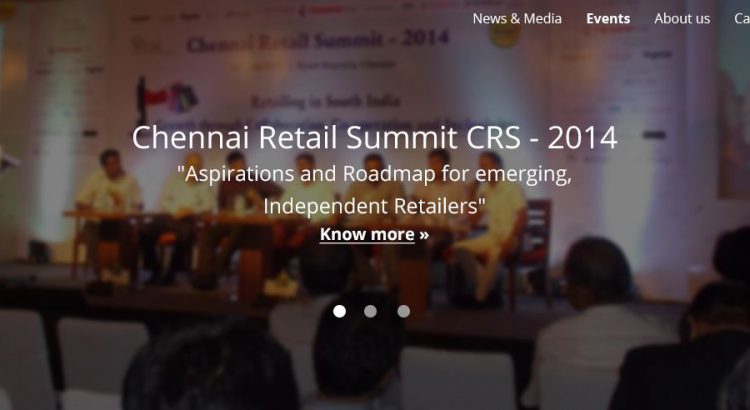 News & Media Events About us Ca
Chennai Retail Summit - 2014
Retailing in South India
Chennai Retail Summit CRS - 2014
"Aspirations and Roadmap for emerging,
Independent Retailers"
Know more »